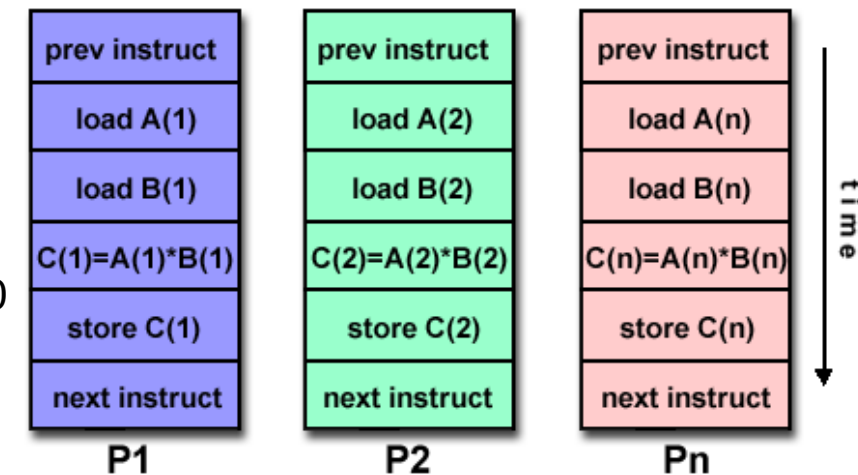 prev instruct
load A(1)
load B(1)
C(1)=A(1)*B(1)
store C(1)
next instruct
P1
prev instruct
load A(2)
load B(2)
C(2)=A(2)*B(2)
store C(2)
next instruct
P2
prev instruct
load A(n)
load B(n)
C(n)=A(n)*B(n)
store C(n)
next instruct
Pn
time